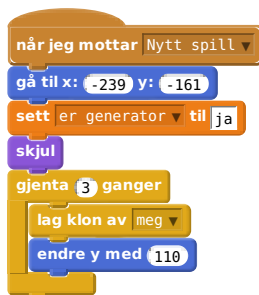 når jeg mottar Nytt spill
gå til x: -239 y: -161
sett er generator til ja
skjul
gjenta 3 ganger
lag klon av meg
endre y med 110